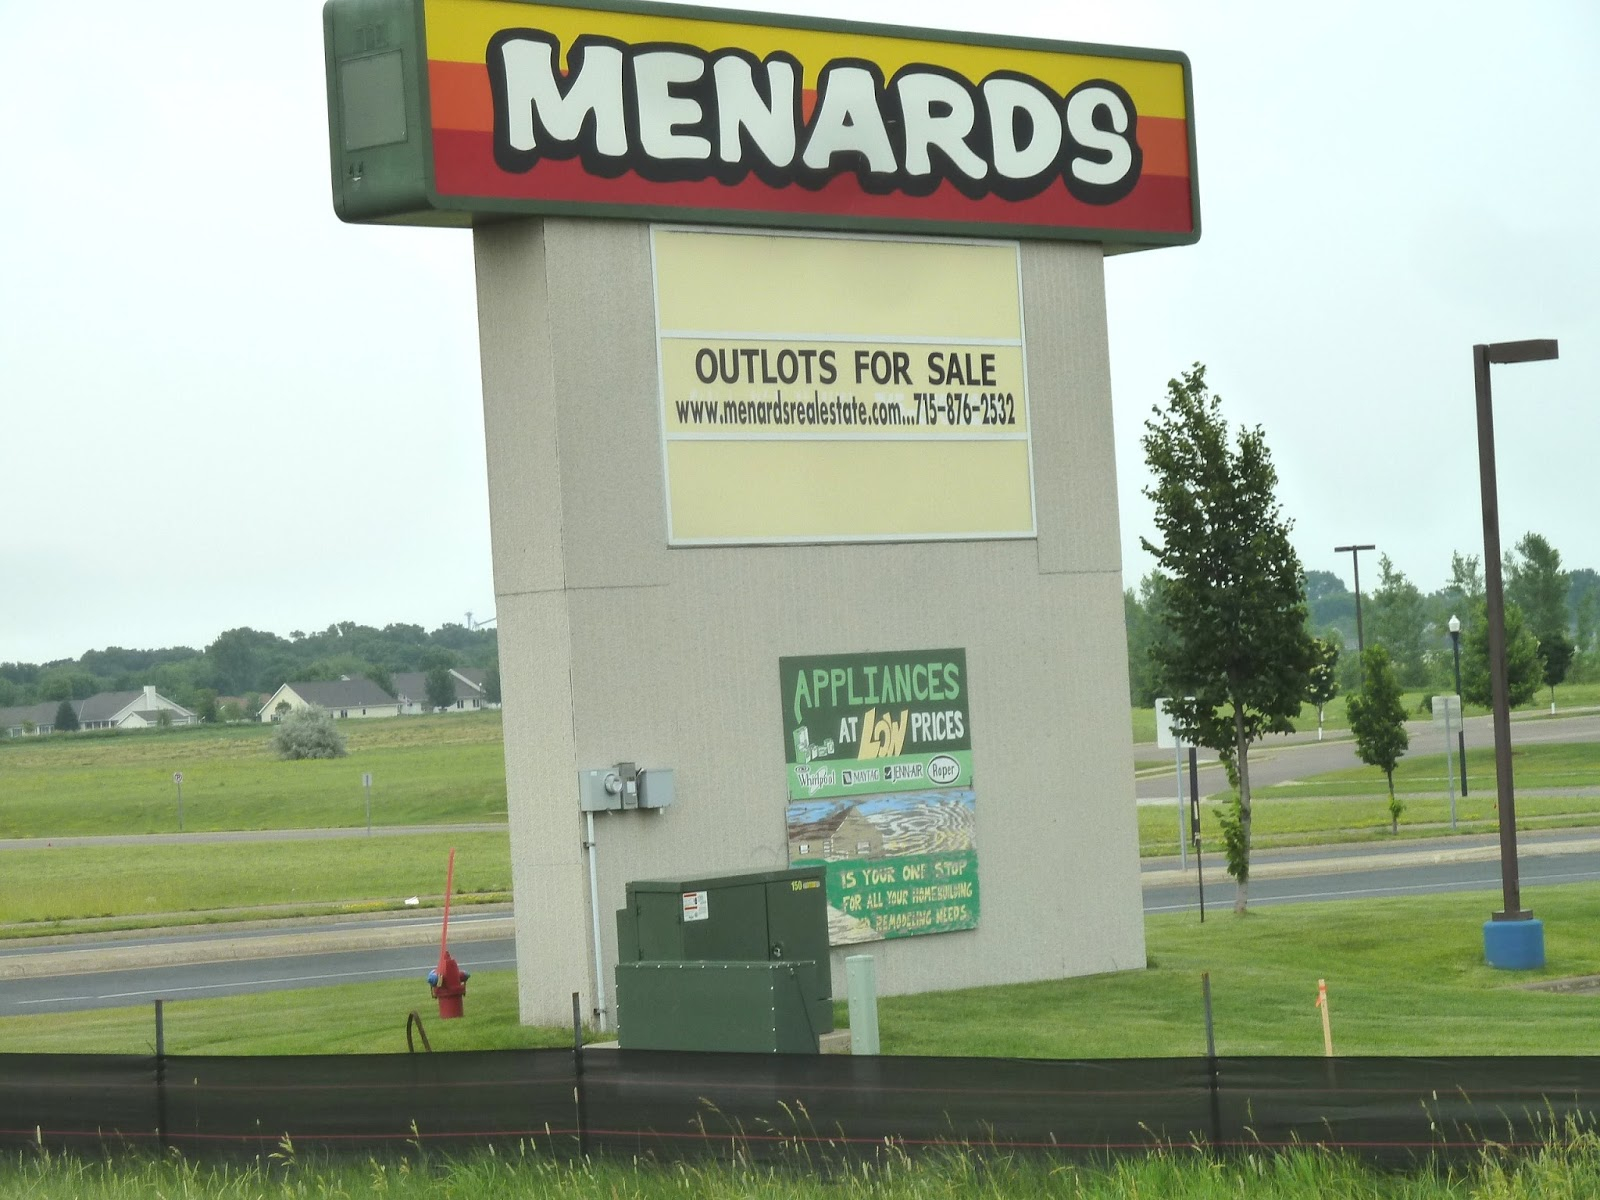 MENARDS
OUTLOTS FOR SALE
www.menardsrealestate.com...715-876-2532
APPLIANCES
AT LOW PRICES
Whirlpool MAYTAG JENN-AIR Roper
IS YOUR ONE STOP
FOR ALL YOUR HOMEBUILDING
REMODELING NEEDS
150